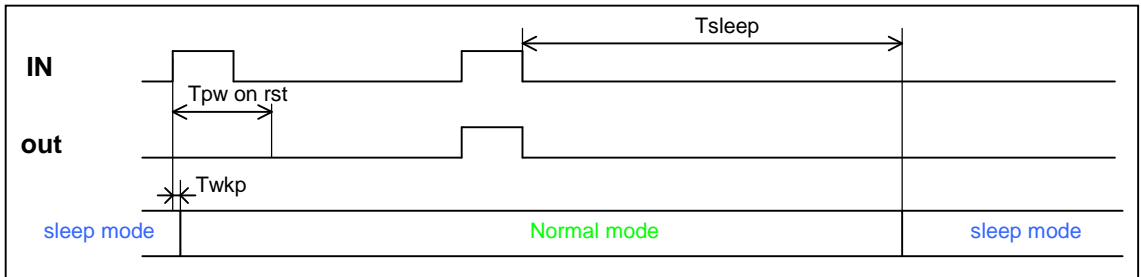 Tsleep
IN
Tpw on rst
out
Twkp
sleep mode Normal mode sleep mode